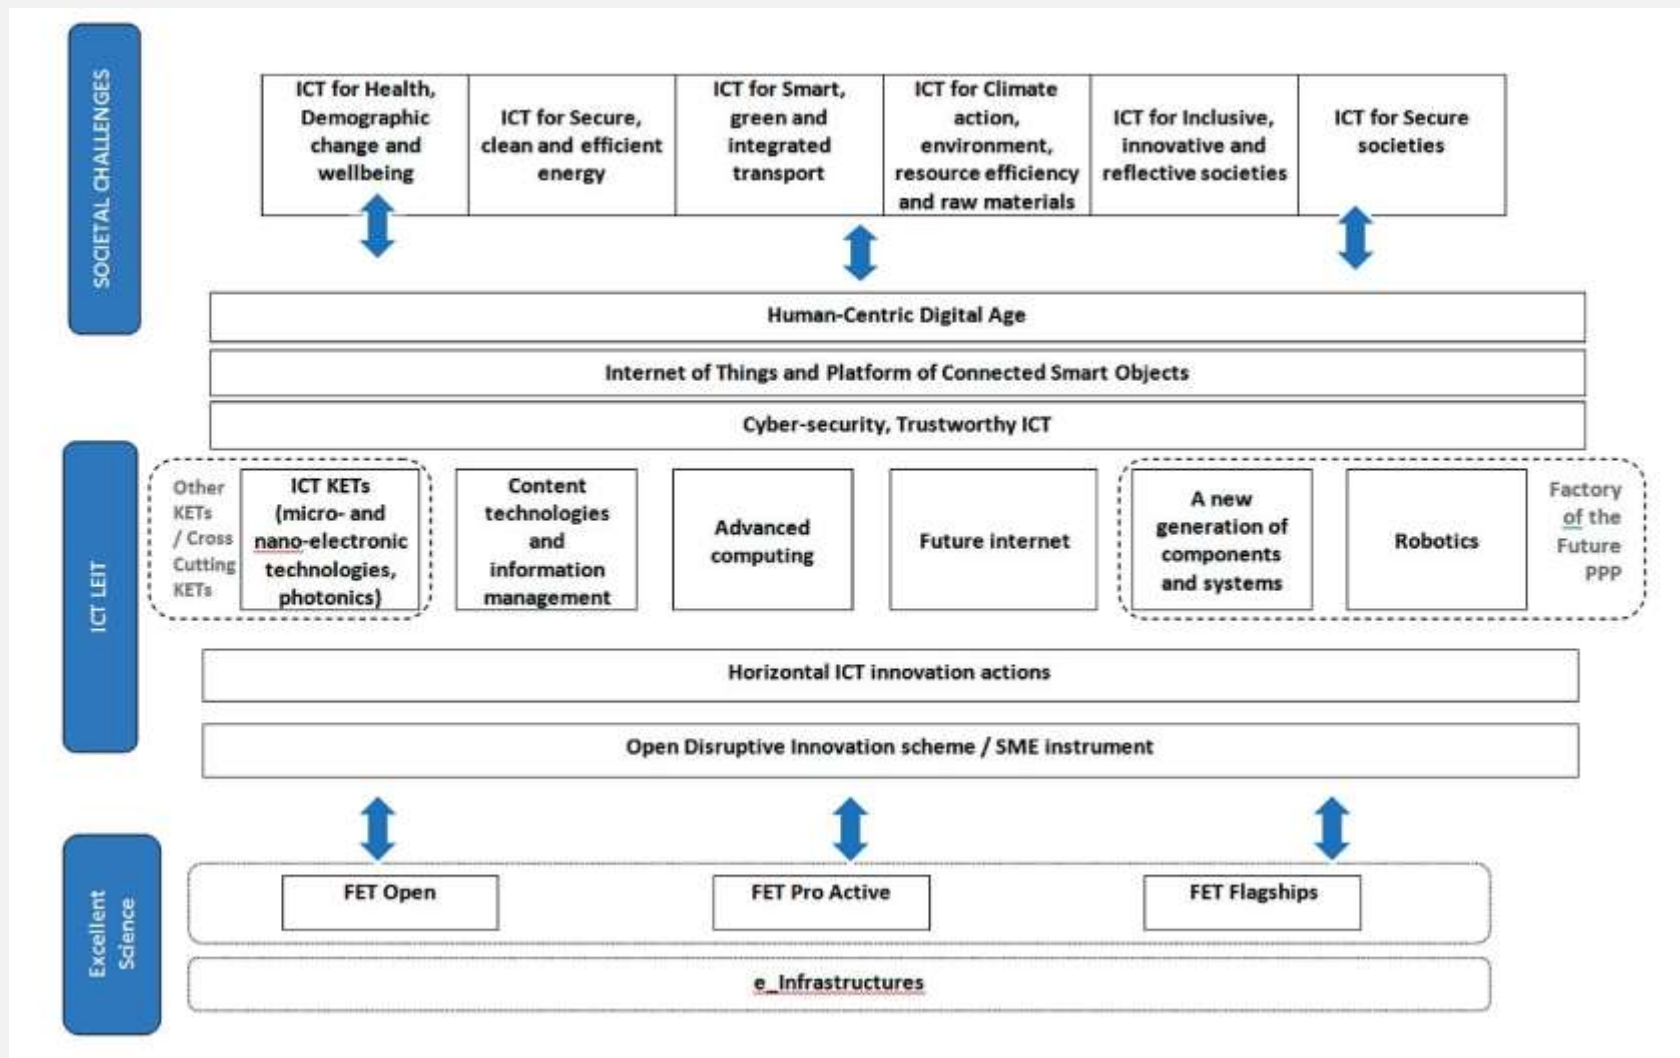 SOCIETAL CHALLENGES
ICT for Health,
Demographic
change and
wellbeing
ICT for Secure,
clean and efficient
energy
ICT for Smart,
green and
integrated
transport
ICT for Climate
action,
environment,
resource efficiency
and raw materials
ICT for Inclusive,
innovative and
reflective societies
ICT for Secure
societies
Human-Centric Digital Age
Internet of Things and Platform of Connected Smart Objects
Cyber-security, Trustworthy ICT
ICT LEIT
Other
KETs
/ Cross
Cutting
KETs
ICT KETs
(micro- and
nano-electronic
technologies,
photonics)
Content
technologies
and
information
management
Advanced
computing
Future internet
A new
generation of
components
and systems
Robotics
Factory
of the
Future
PPP
Horizontal ICT innovation actions
Open Disruptive Innovation scheme / SME instrument
Excellent
Science
FET Open
FET Pro Active
FET Flagships
e_Infrastructures